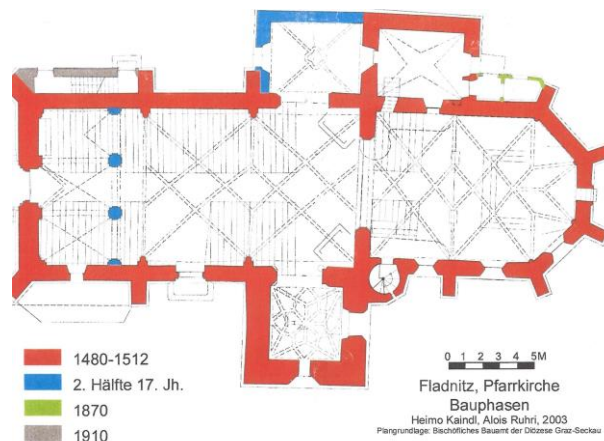 1480-1512
2. Hälfte 17. Jh.
1870
1910
0 1 2 3 4 5M
Fladnitz, Pfarrkirche
Bauphasen
Heimo Kaindl, Alois Ruhri, 2003
Plangrundlage: Bischöfliches Bauamt der Diözese Graz-Seckau